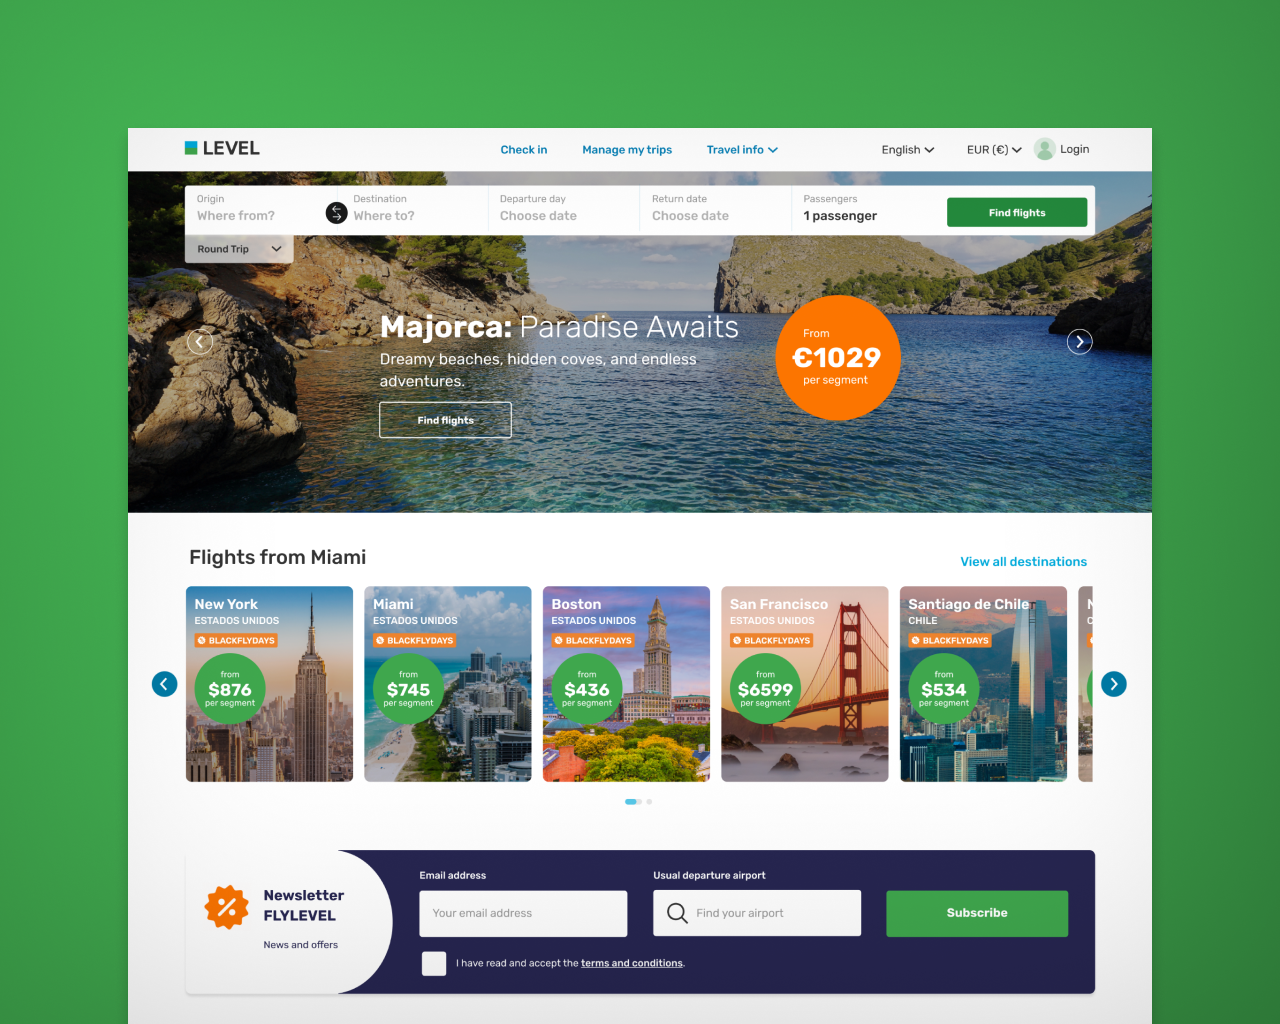 LEVEL
Check in
Manage my trips
Travel info
English
EUR (€)
Login
Origin
Where from?
Destination
Where to?
Departure day
Choose date
Return date
Choose date
Passengers
1 passenger
Find flights
Round Trip
Majorca: Paradise Awaits
Dreamy beaches, hidden coves, and endless
adventures.
Find flights
From
€1029
per segment
Flights from Miami
View all destinations
New York
ESTADOS UNIDOS
BLACKFLYDAYS
from
$876
per segment
Miami
ESTADOS UNIDOS
BLACKFLYDAYS
from
$745
per segment
Boston
ESTADOS UNIDOS
BLACKFLYDAYS
from
$436
per segment
San Francisco
ESTADOS UNIDOS
BLACKFLYDAYS
from
$6599
per segment
Santiago de Chile
CHILE
BLACKFLYDAYS
from
$534
per segment
Newsletter
FLYLEVEL
News and offers
Email address
Your email address
Usual departure airport
Find your airport
Subscribe
I have read and accept the terms and conditions.